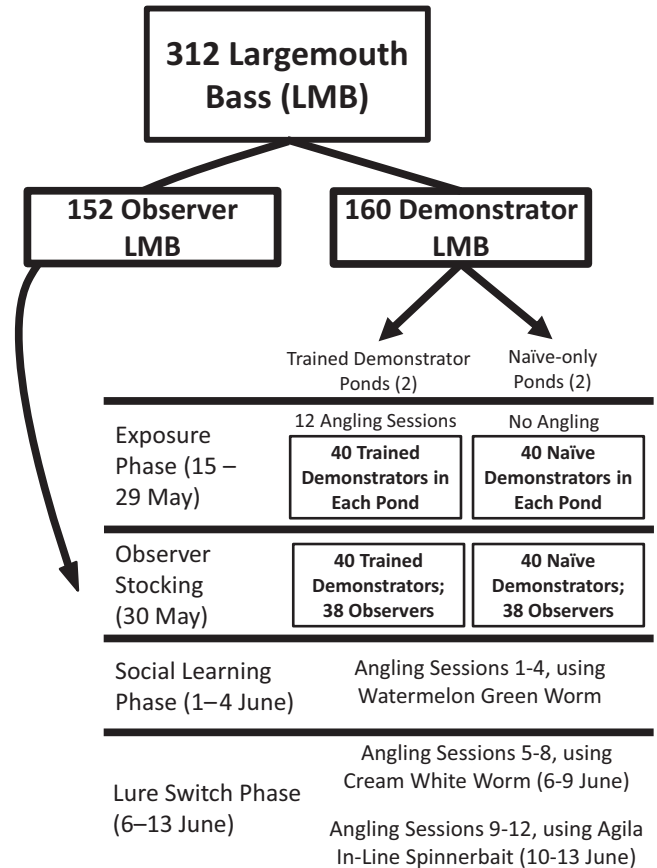 312 Largemouth
Bass (LMB)
152 Observer
LMB
160 Demonstrator
LMB
Trained Demonstrator
Ponds (2)
Naïve-only
Ponds (2)
Exposure
Phase (15 –
29 May)
12 Angling Sessions
40 Trained
Demonstrators in
Each Pond
No Angling
40 Naïve
Demonstrators in
Each Pond
Observer
Stocking
(30 May)
40 Trained
Demonstrators;
38 Observers
40 Naïve
Demonstrators;
38 Observers
Social Learning
Phase (1–4 June)
Angling Sessions 1-4, using
Watermelon Green Worm
Lure Switch Phase
(6–13 June)
Angling Sessions 5-8, using
Cream White Worm (6-9 June)
Angling Sessions 9-12, using Agila
In-Line Spinnerbait (10-13 June)